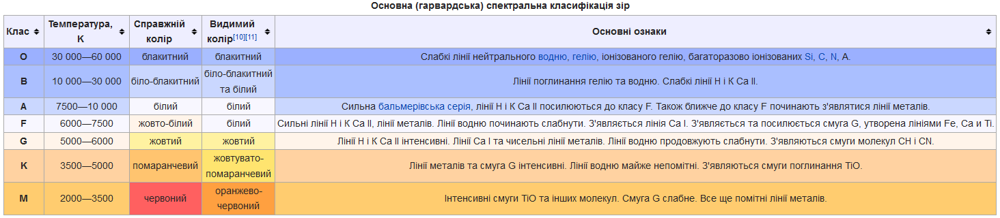 Основна (гарвардська) спектральна класифікація зір
Клас Температура, K Справжній колір Видимий колір[10][11] Основні ознаки
O 30 000—60 000 блакитний блакитний Слабкі лінії нейтрального водню, гелію, іонізованого гелію, багаторазово іонізованих Si, C, N, A.
B 10 000—30 000 біло-блакитний біло-блакитний та білий Лінії поглинання гелію та водню. Слабкі лінії H і К Ca II.
A 7500—10 000 білий білий Сильна бальмерівська серія, лінії H і К Ca II посилюються до класу F. Також ближче до класу F починають з'являтися лінії металів.
F 6000—7500 жовто-білий білий Сильні лінії H і К Ca II, лінії металів. Лінії водню починають слабнути. З'являється лінія Ca I. З'являється та посилюється смуга G, утворена лініями Fe, Ca и Ti.
G 5000—6000 жовтий жовтий Лінії H і К Ca II інтенсивні. Лінії Ca I та чисельні лінії металів. Лінії водню продовжують слабнути. З'являються смуги молекул CH і CN.
K 3500—5000 помаранчевий жовтувато-помаранчевий Лінії металів та смуга G інтенсивні. Лінії водню майже непомітні. З'являються смуги поглинання TiO.
M 2000—3500 червоний оранжево-червоний Інтенсивні смуги TiO та інших молекул. Смуга G слабне. Все ще помітні лінії металів.